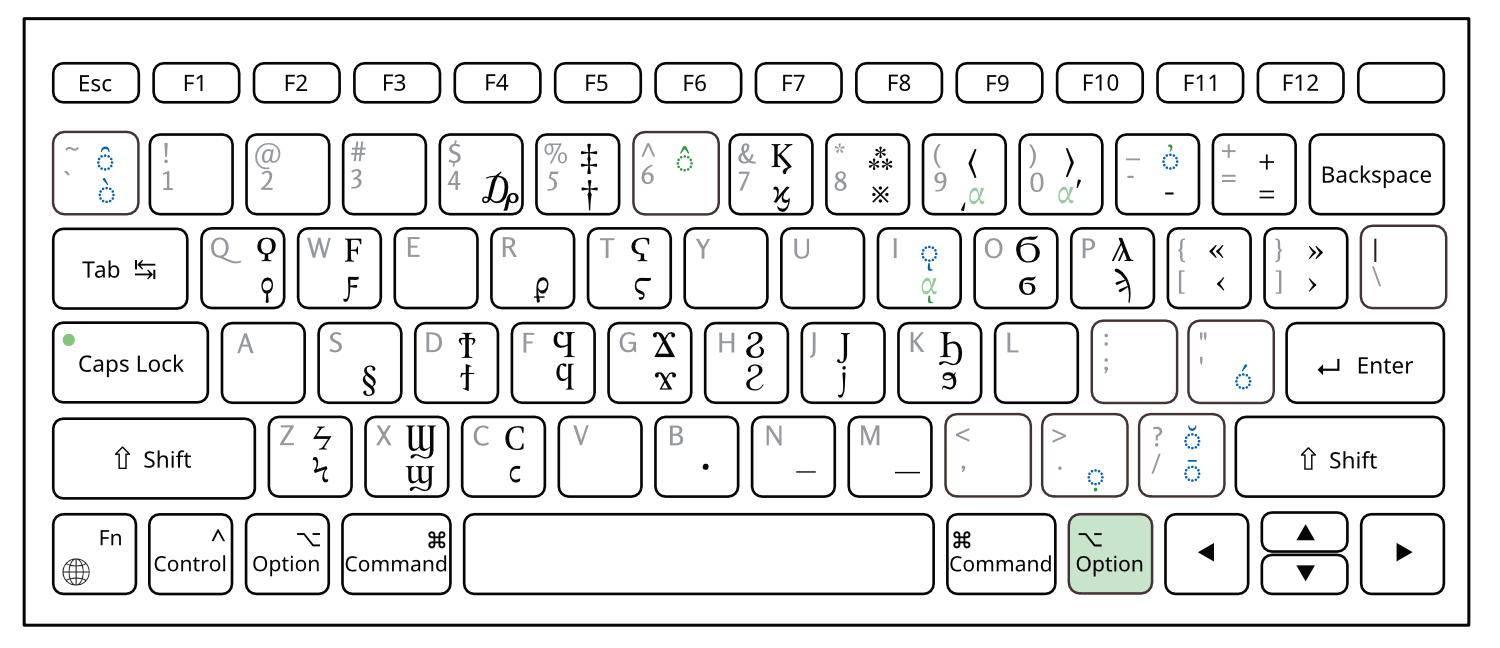 Esc F1 F2 F3 F4 F5 F6 F7 F8 F9 F10 F11 F12
~ ◌̑ ! @ # $ % ‡ ^ ◌̑ & Ϗ * ⁂ ( ⟨ ) ⟩ _ ◌̓ + + Backspace
` ◌̀ 1 2 3 4 ₯ 5 † 6 7 ϗ 8 ※ 9 ͵α 0 αʹ - - = =
Tab Q Ϙ W Ϝ E R T Ϛ Y U I ◌ͅ O Ϭ P Ϡ { « } » |
ϙ ϝ ϼ ϛ ᾳ ϭ ϡ [ ‹ ] › \
Caps Lock A S D Ϯ F Ϥ G Ϫ H Ϩ J Ϳ K Ϧ L : " Enter
§ ϯ ϥ ϫ ϩ ϳ ϧ ; ' ◌́
⇧ Shift Z Ϟ X Ϣ C Ϲ V B N M < > ? ◌̆ ⇧ Shift
ϟ ϣ ϲ · – — , . ◌̣ / ◌̄
Fn ^ ⌥ ⌘ ⌘ ⌥ ◀ ▲ ▶
Control Option Command Command Option ▼